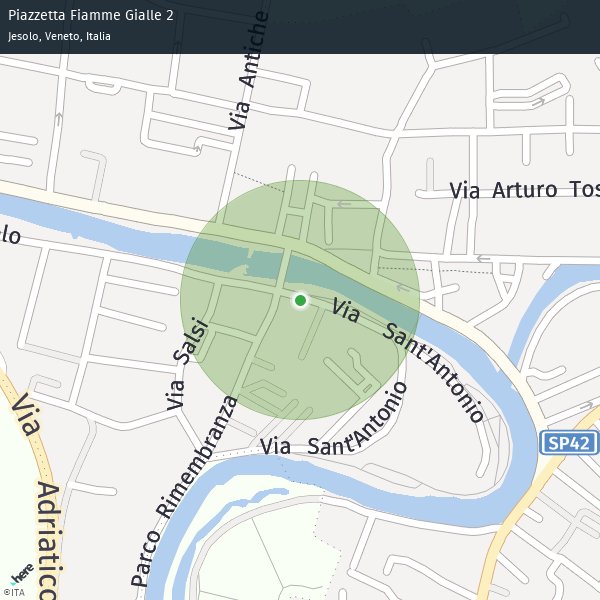 Piazzetta Fiamme Gialle 2
Jesolo, Veneto, Italia
Via Antiche
Via Arturo Tos
lo
Via Sant'Antonio
Via Salsi
Via Sant'Antonio
Via Adriatico
Parco Rimembranza
SP42
here
©ITA